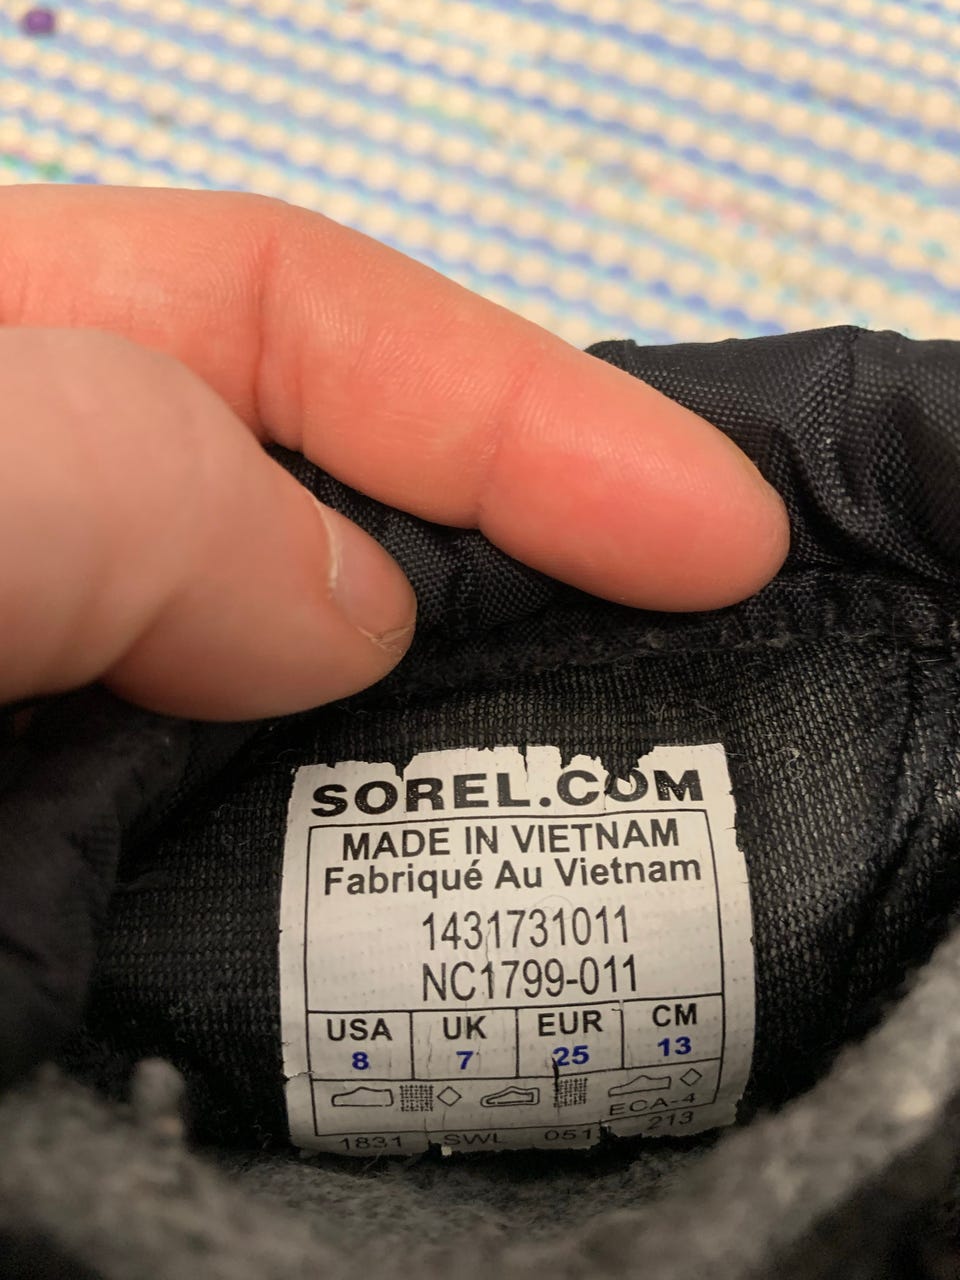 SOREL.COM
MADE IN VIETNAM
Fabriqué Au Vietnam
1431731011
NC1799-011
USA UK EUR CM
8 7 25 13
ECA-4
1831 SWL 213